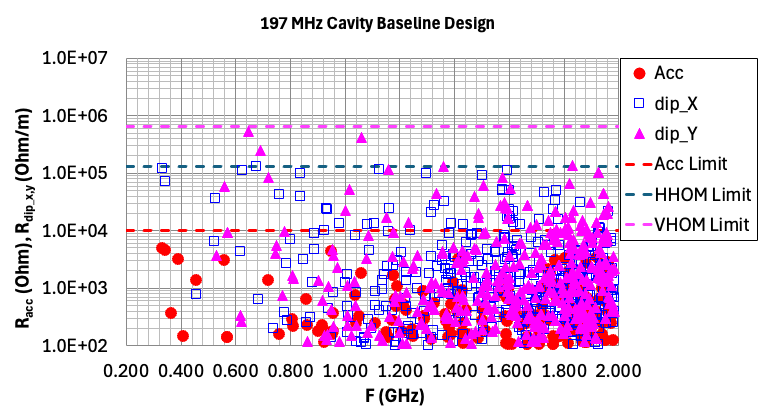 197 MHz Cavity Baseline Design
R_acc (Ohm), R_dip_x,y (Ohm/m)
1.0E+07
1.0E+06
1.0E+05
1.0E+04
1.0E+03
1.0E+02
0.200 0.400 0.600 0.800 1.000 1.200 1.400 1.600 1.800 2.000
F (GHz)
Acc
dip_X
dip_Y
Acc Limit
HHOM Limit
VHOM Limit